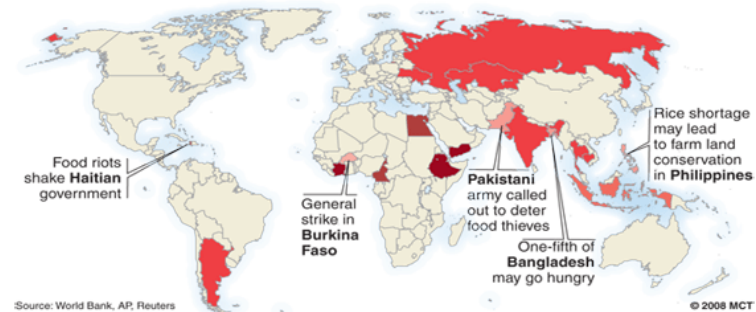 Food riots
shake Haitian
government
General
strike in
Burkina
Faso
Pakistani
army called
out to deter
food thieves
One-fifth of
Bangladesh
may go hungry
Rice shortage
may lead
to farm land
conservation
in Philippines
Source: World Bank, AP, Reuters
© 2008 MCT